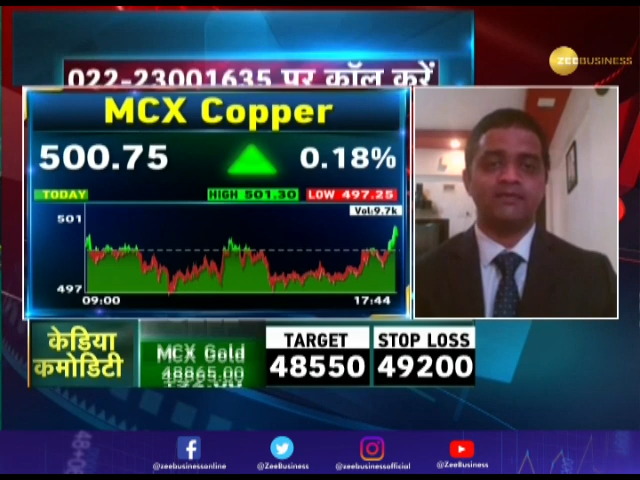 ZEEBUSINESS
022-23001635 पर कॉल करें
MCX Copper
500.75 0.18%
TODAY HIGH 501.30 LOW 497.25
Vol:9.7k
501
497
09:00 17:44
केडिया
कमोडिटी
MCX Gold
48865.00
TARGET
48550
STOP LOSS
49200
@zeebusinessonline @ZeeBusiness @zeebusinessofficial @ZeeBusiness